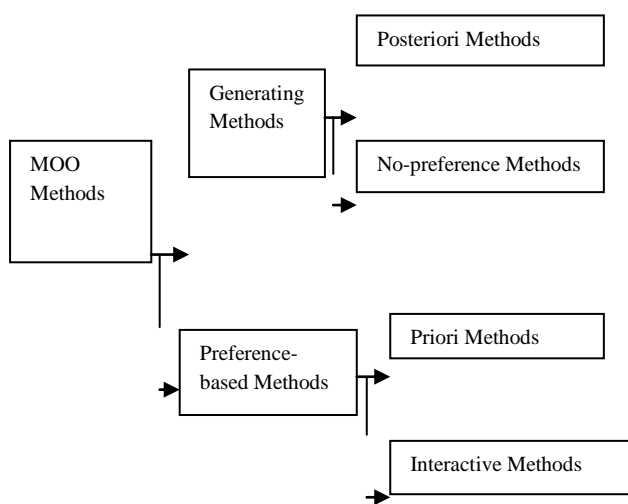 Posteriori Methods
Generating
Methods
No-preference Methods
MOO
Methods
Priori Methods
Preference-
based Methods
Interactive Methods